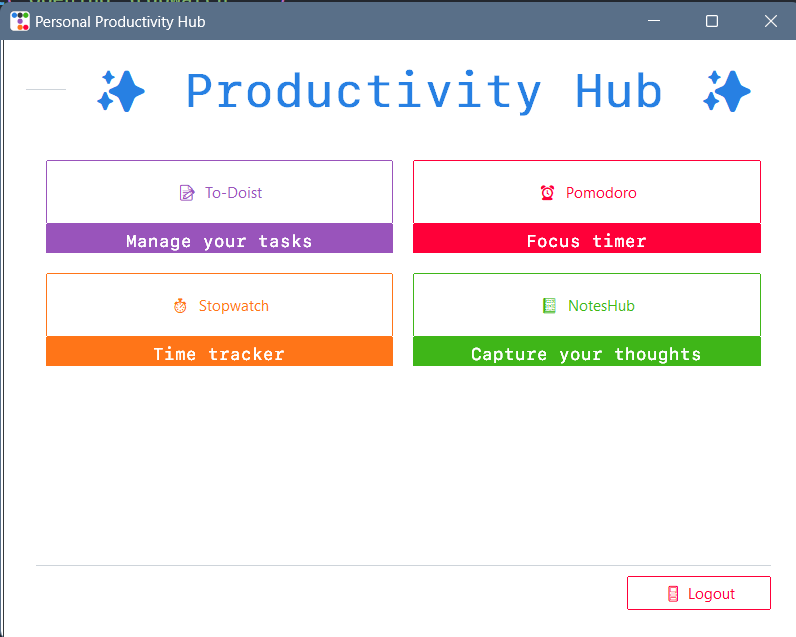 Personal Productivity Hub
✨ Productivity Hub ✨
To-Doist
Manage your tasks
Pomodoro
Focus timer
Stopwatch
Time tracker
NotesHub
Capture your thoughts
Logout